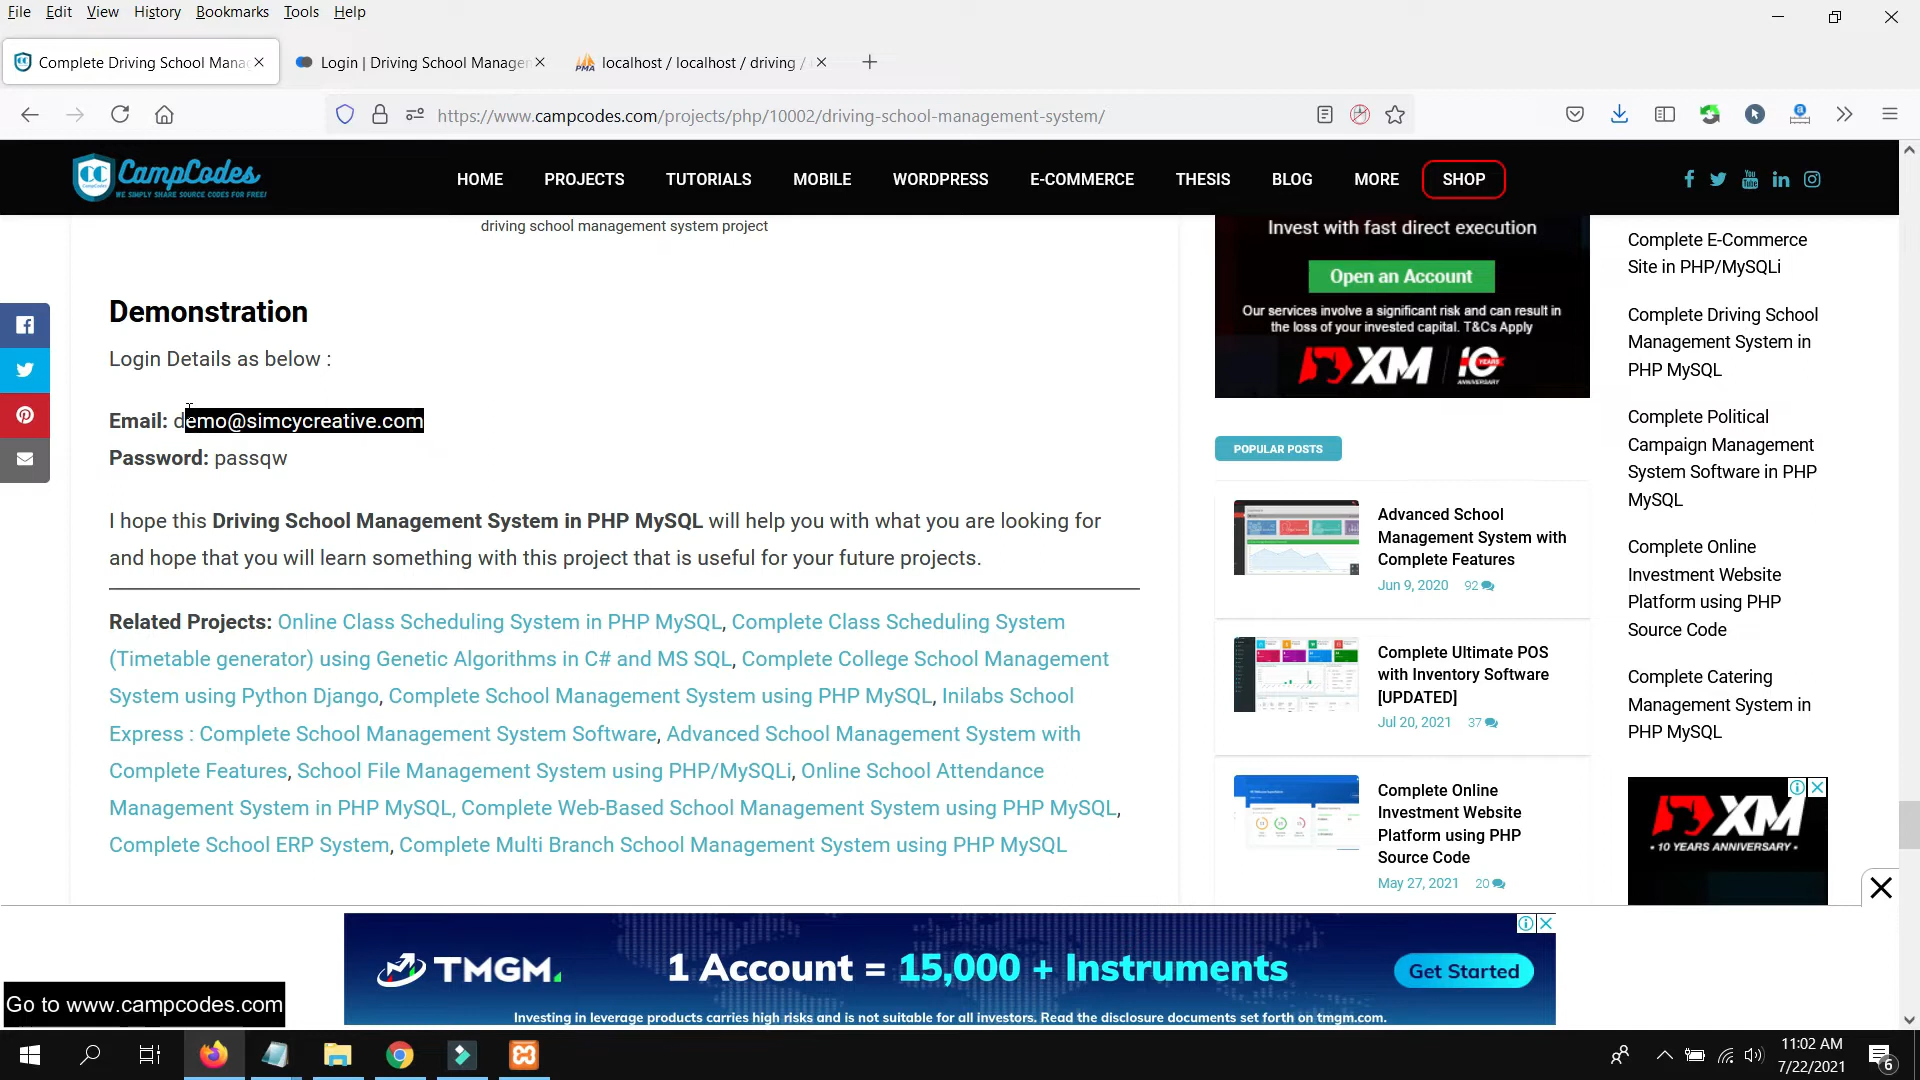 File Edit View History Bookmarks Tools Help
Complete Driving School Mana
Login | Driving School Managem
localhost / localhost / driving /
https://www.campcodes.com/projects/php/10002/driving-school-management-system/
CampCodes
WE SIMPLY SHARE SOURCE CODES FOR FREE!
HOME PROJECTS TUTORIALS MOBILE WORDPRESS E-COMMERCE THESIS BLOG MORE SHOP
driving school management system project
Demonstration
Login Details as below :
Email: demo@simcycreative.com
Password: passqw
I hope this Driving School Management System in PHP MySQL will help you with what you are looking for
and hope that you will learn something with this project that is useful for your future projects.
Related Projects: Online Class Scheduling System in PHP MySQL, Complete Class Scheduling System
(Timetable generator) using Genetic Algorithms in C# and MS SQL, Complete College School Management
System using Python Django, Complete School Management System using PHP MySQL, Inilabs School
Express : Complete School Management System Software, Advanced School Management System with
Complete Features, School File Management System using PHP/MySQLi, Online School Attendance
Management System in PHP MySQL, Complete Web-Based School Management System using PHP MySQL,
Complete School ERP System, Complete Multi Branch School Management System using PHP MySQL
Invest with fast direct execution
Open an Account
Our services involve a significant risk and can result in
the loss of your invested capital. T&Cs Apply
XM 10 YEARS
ANNIVERSARY
POPULAR POSTS
Advanced School
Management System with
Complete Features
Jun 9, 2020 92
Complete Ultimate POS
with Inventory Software
[UPDATED]
Jul 20, 2021 37
Complete Online
Investment Website
Platform using PHP
Source Code
May 27, 2021 20
Complete E-Commerce
Site in PHP/MySQLi
Complete Driving School
Management System in
PHP MySQL
Complete Political
Campaign Management
System Software in PHP
MySQL
Complete Online
Investment Website
Platform using PHP
Source Code
Complete Catering
Management System in
PHP MySQL
XM
• 10 YEARS ANNIVERSARY •
TMGM
1 Account = 15,000 + Instruments
Get Started
Investing in leverage products carries high risks and is not suitable for all investors. Read the disclosure documents set forth on tmgm.com.
Go to www.campcodes.com
11:02 AM
7/22/2021
6